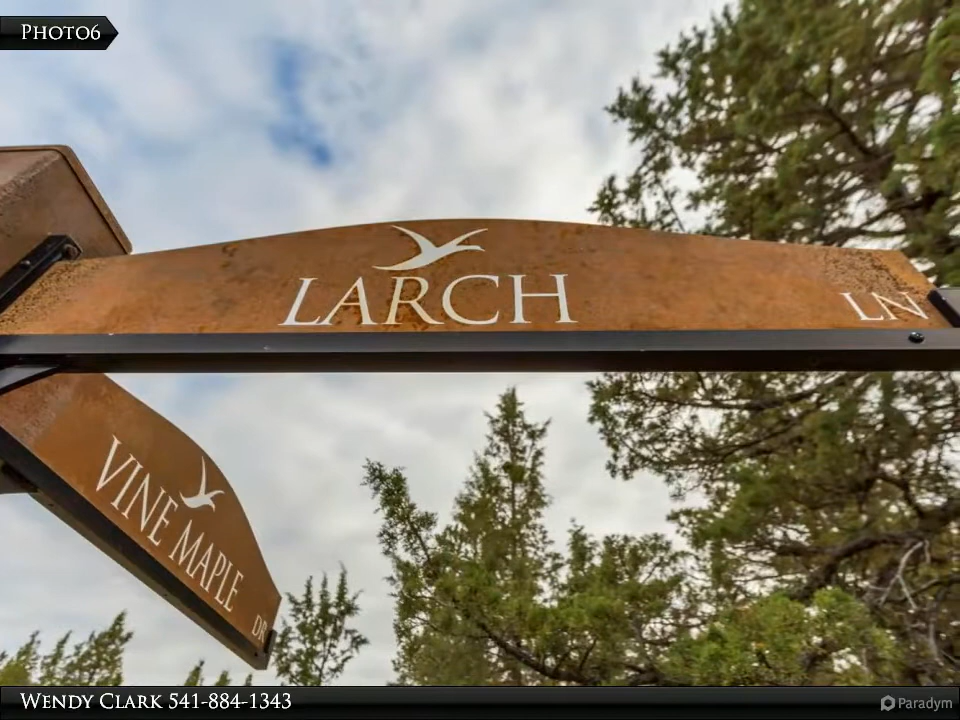 PHOTO6
LARCH
LN
VINE MAPLE
DR
WENDY CLARK 541-884-1343
Paradym